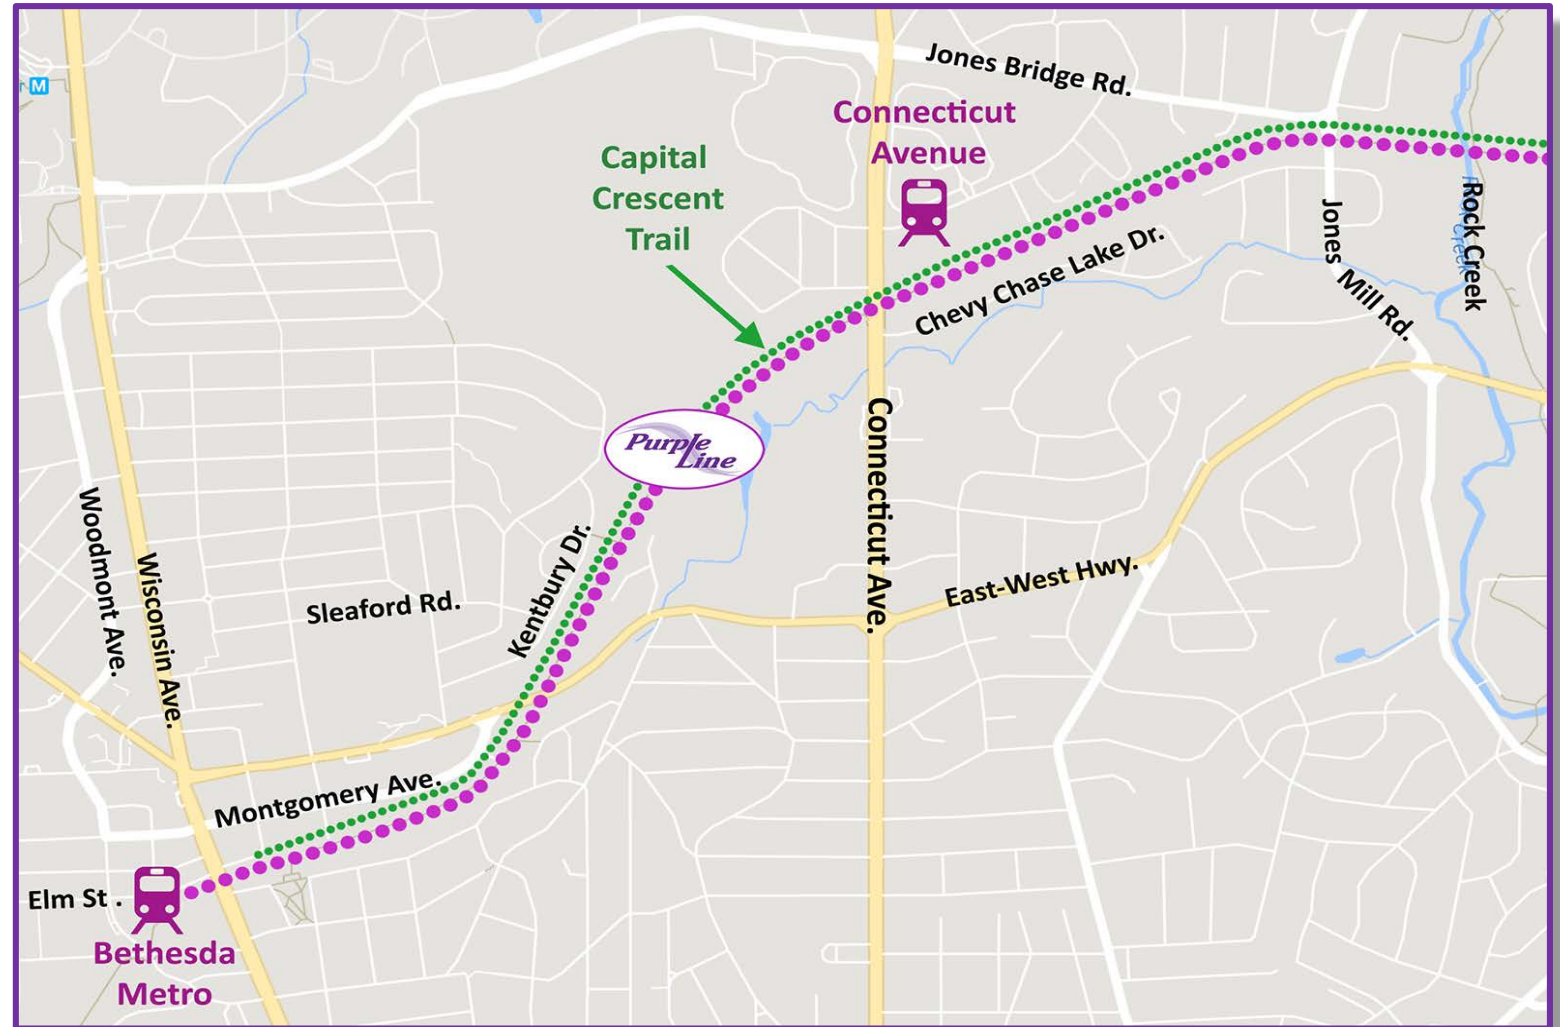 Jones Bridge Rd.
M
Connecticut
Avenue
Capital
Crescent
Trail
Rock Creek
Jones Mill Rd.
Chevy Chase Lake Dr.
Purple
Line
Connecticut Ave.
Woodmont Ave.
Wisconsin Ave.
Kentbury Dr.
East-West Hwy.
Sleaford Rd.
Montgomery Ave.
Elm St .
Bethesda
Metro